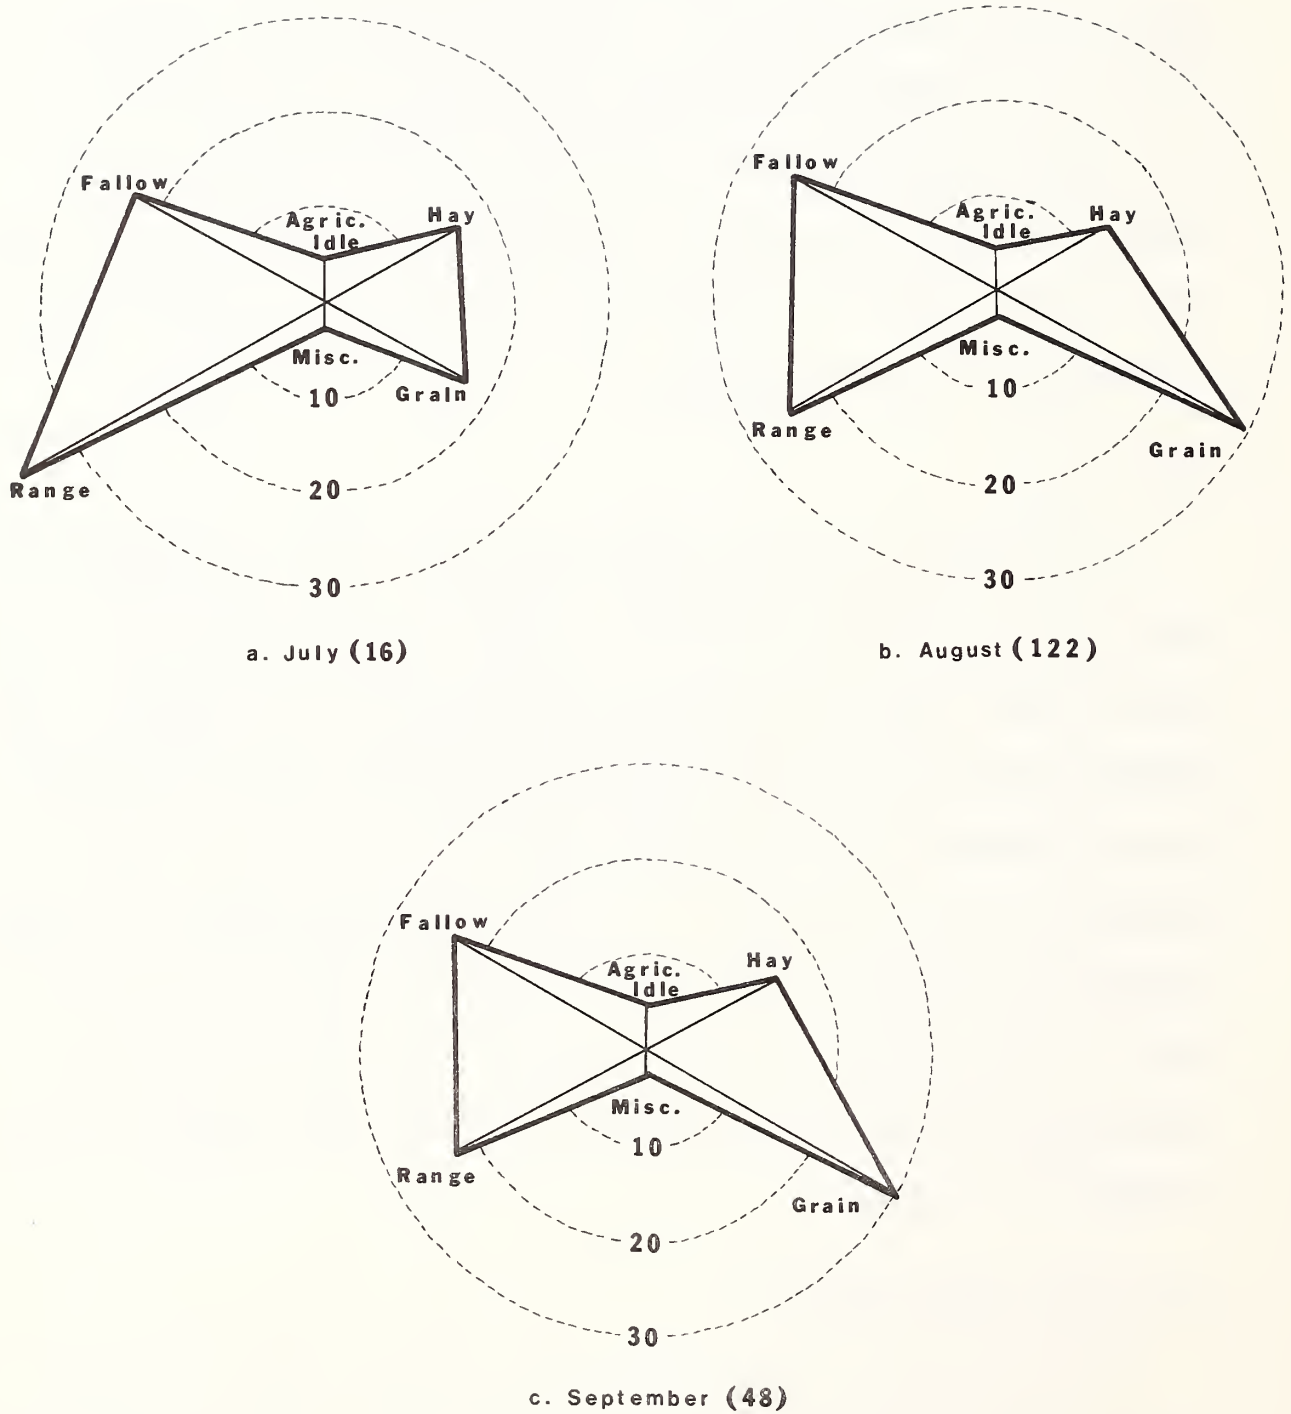 Fallow
Agric.
Idle
Hay
Misc.
10
Grain
20
Range
30
a. July (16)
Fallow
Agric.
Idle
Hay
Misc.
10
Range
Grain
20
30
b. August (122)
Fallow
Agric.
Idle
Hay
Misc.
10
Range
Grain
20
30
c. September (48)